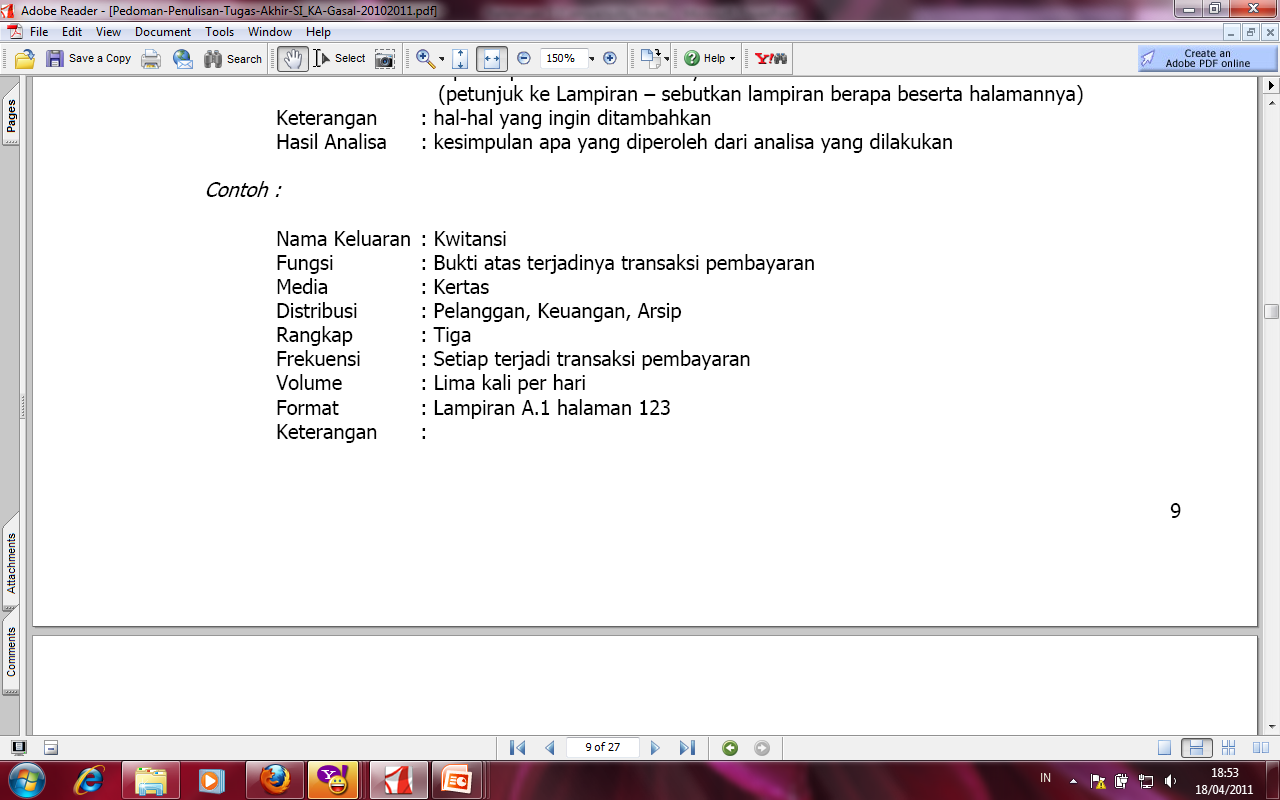 Adobe Reader - [Pedoman-Penulisan-Tugas-Akhir-SI_KA-Gasal-20102011.pdf]
File Edit View Document Tools Window Help
Save a Copy Search Select 150% Help Y! Create an
Adobe PDF online
Pages
Attachments
Comments
(petunjuk ke Lampiran – sebutkan lampiran berapa beserta halamannya)
Keterangan : hal-hal yang ingin ditambahkan
Hasil Analisa : kesimpulan apa yang diperoleh dari analisa yang dilakukan
Contoh :
Nama Keluaran : Kwitansi
Fungsi : Bukti atas terjadinya transaksi pembayaran
Media : Kertas
Distribusi : Pelanggan, Keuangan, Arsip
Rangkap : Tiga
Frekuensi : Setiap terjadi transaksi pembayaran
Volume : Lima kali per hari
Format : Lampiran A.1 halaman 123
Keterangan :
9
9 of 27
IN 18:53
18/04/2011